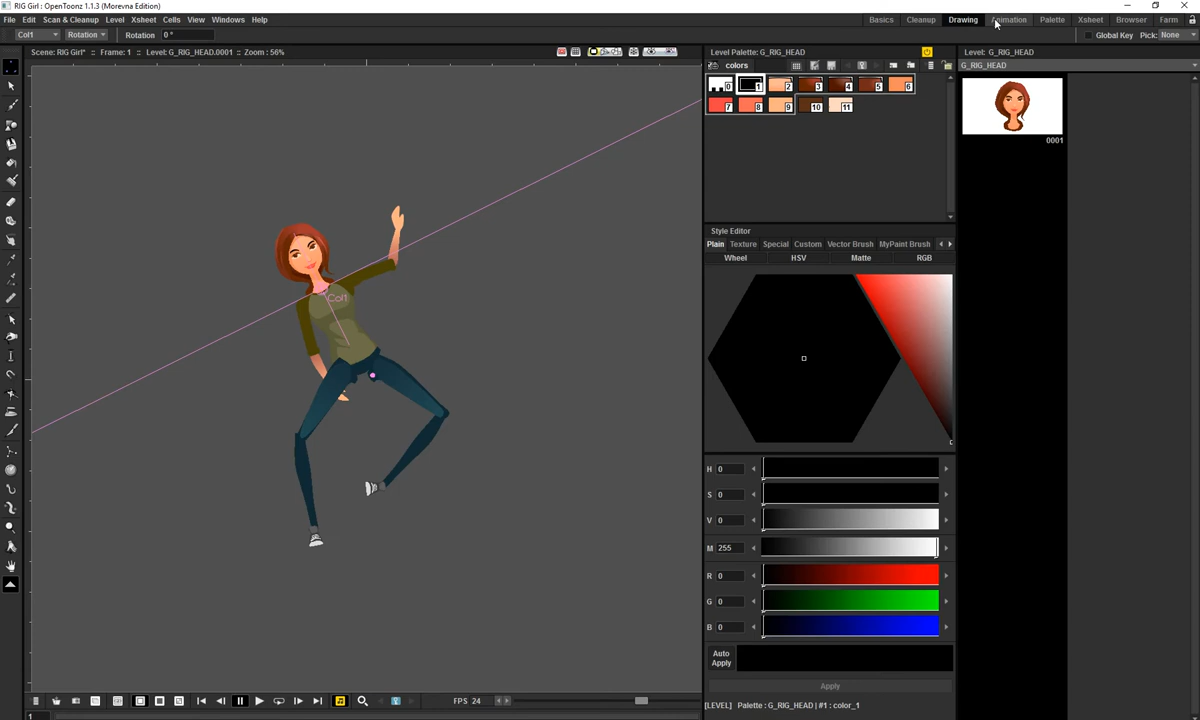 RIG Girl : OpenToonz 1.1.3 (Morevna Edition)
File Edit Scan & Cleanup Level Xsheet Cells View Windows Help
Basics Cleanup Drawing Animation Palette Xsheet Browser Farm
Col1 Rotation Rotation 0 °
Global Key Pick: None
Scene: RIG Girl* :: Frame: 1 :: Level: G_RIG_HEAD.0001 :: Zoom : 56%
Level Palette: G_RIG_HEAD
Level: G_RIG_HEAD
colors
G_RIG_HEAD
0 1 2 3 4 5 6
7 8 9 10 11
0001
Style Editor
Plain Texture Special Custom Vector Brush MyPaint Brush
Wheel HSV Matte RGB
Col1
H 0
S 0
V 0
M 255
R 0
G 0
B 0
Auto
Apply
Apply
FPS 24
[LEVEL] Palette : G_RIG_HEAD | #1 : color_1
1